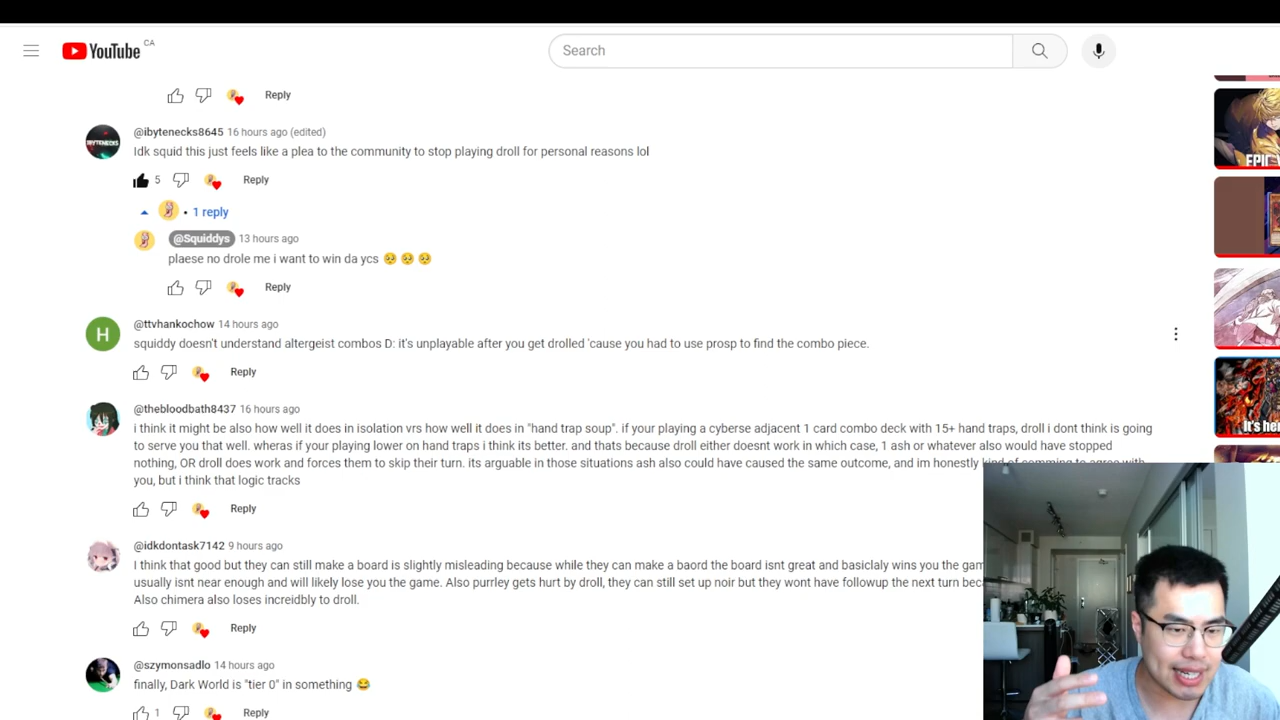 YouTube CA
Search
Reply
@ibytenecks8645 16 hours ago (edited)
Idk squid this just feels like a plea to the community to stop playing droll for personal reasons lol
5 Reply
• 1 reply
@Squiddys 13 hours ago
plaese no drole me i want to win da ycs 🥺 🥺 🥺
Reply
H
@ttvhankochow 14 hours ago
squiddy doesn't understand altergeist combos D: it's unplayable after you get drolled 'cause you had to use prosp to find the combo piece.
Reply
@thebloodbath8437 16 hours ago
i think it might be also how well it does in isolation vrs how well it does in "hand trap soup". if your playing a cyberse adjacent 1 card combo deck with 15+ hand traps, droll i dont think is going
to serve you that well. wheras if your playing lower on hand traps i think its better. and thats because droll either doesnt work in which case, 1 ash or whatever also would have stopped
nothing, OR droll does work and forces them to skip their turn. its arguable in those situations ash also could have caused the same outcome, and im honestly kind of comming to agree with
you, but i think that logic tracks
Reply
@idkdontask7142 9 hours ago
I think that good but they can still make a board is slightly misleading because while they can make a baord the board isnt great and basiclaly wins you the
usually isnt near enough and will likely lose you the game. Also purrley gets hurt by droll, they can still set up noir but they wont have followup the next turn
Also chimera also loses increidbly to droll.
Reply
@szymonsadlo 14 hours ago
finally, Dark World is "tier 0" in something 😂
1 Reply
EPIC
It's